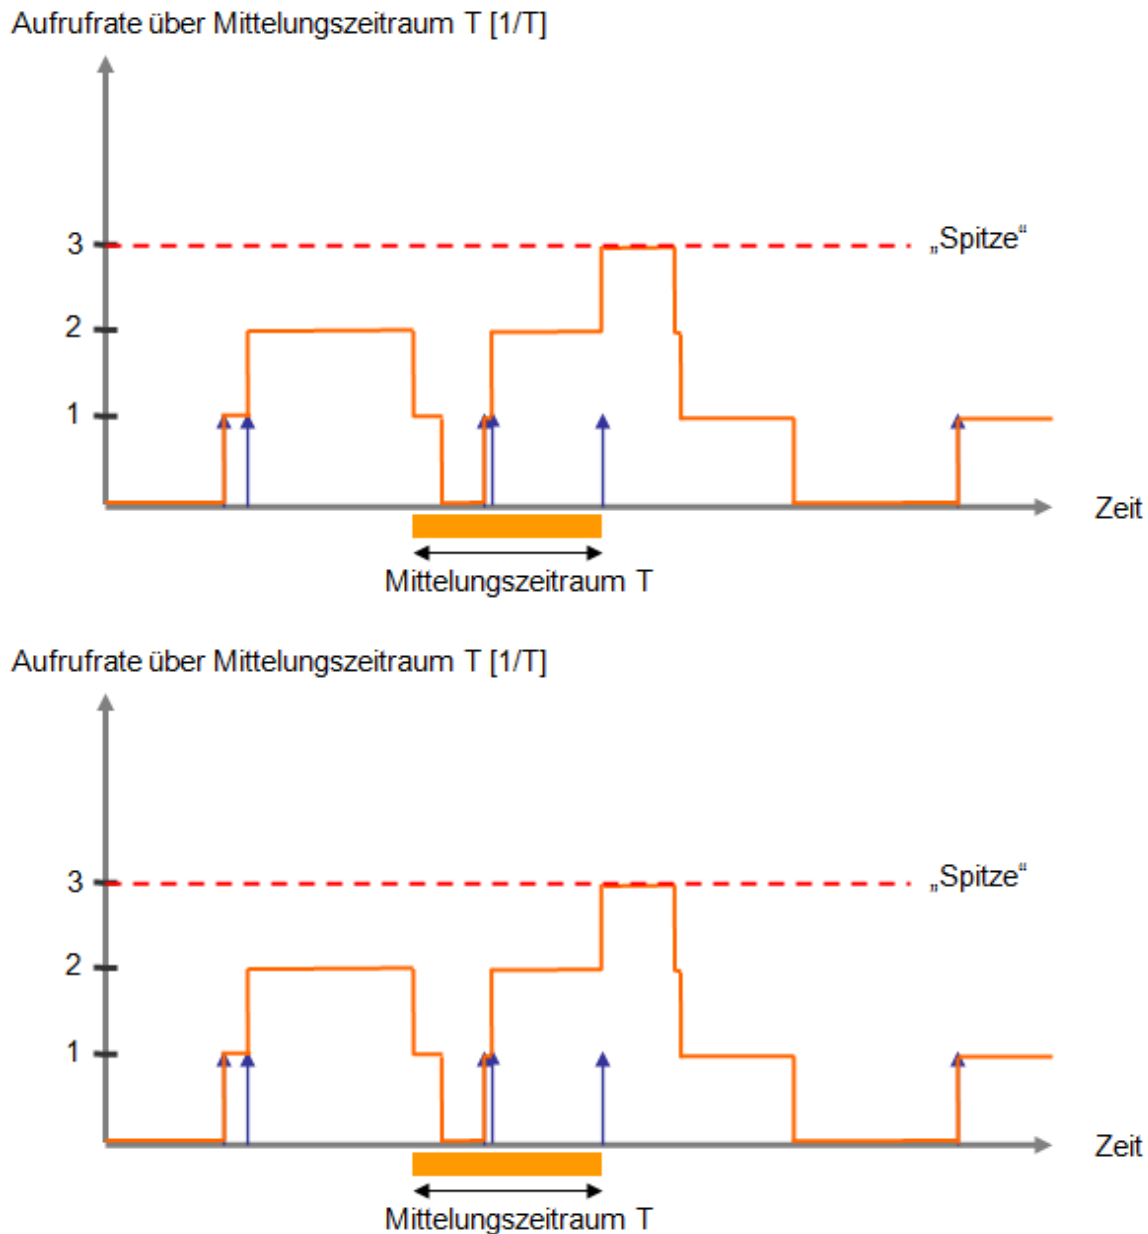 Aufrufrate über Mittelungszeitraum T [1/T]
3
„Spitze“
2
1
Zeit
Mittelungszeitraum T
Aufrufrate über Mittelungszeitraum T [1/T]
3
„Spitze“
2
1
Zeit
Mittelungszeitraum T